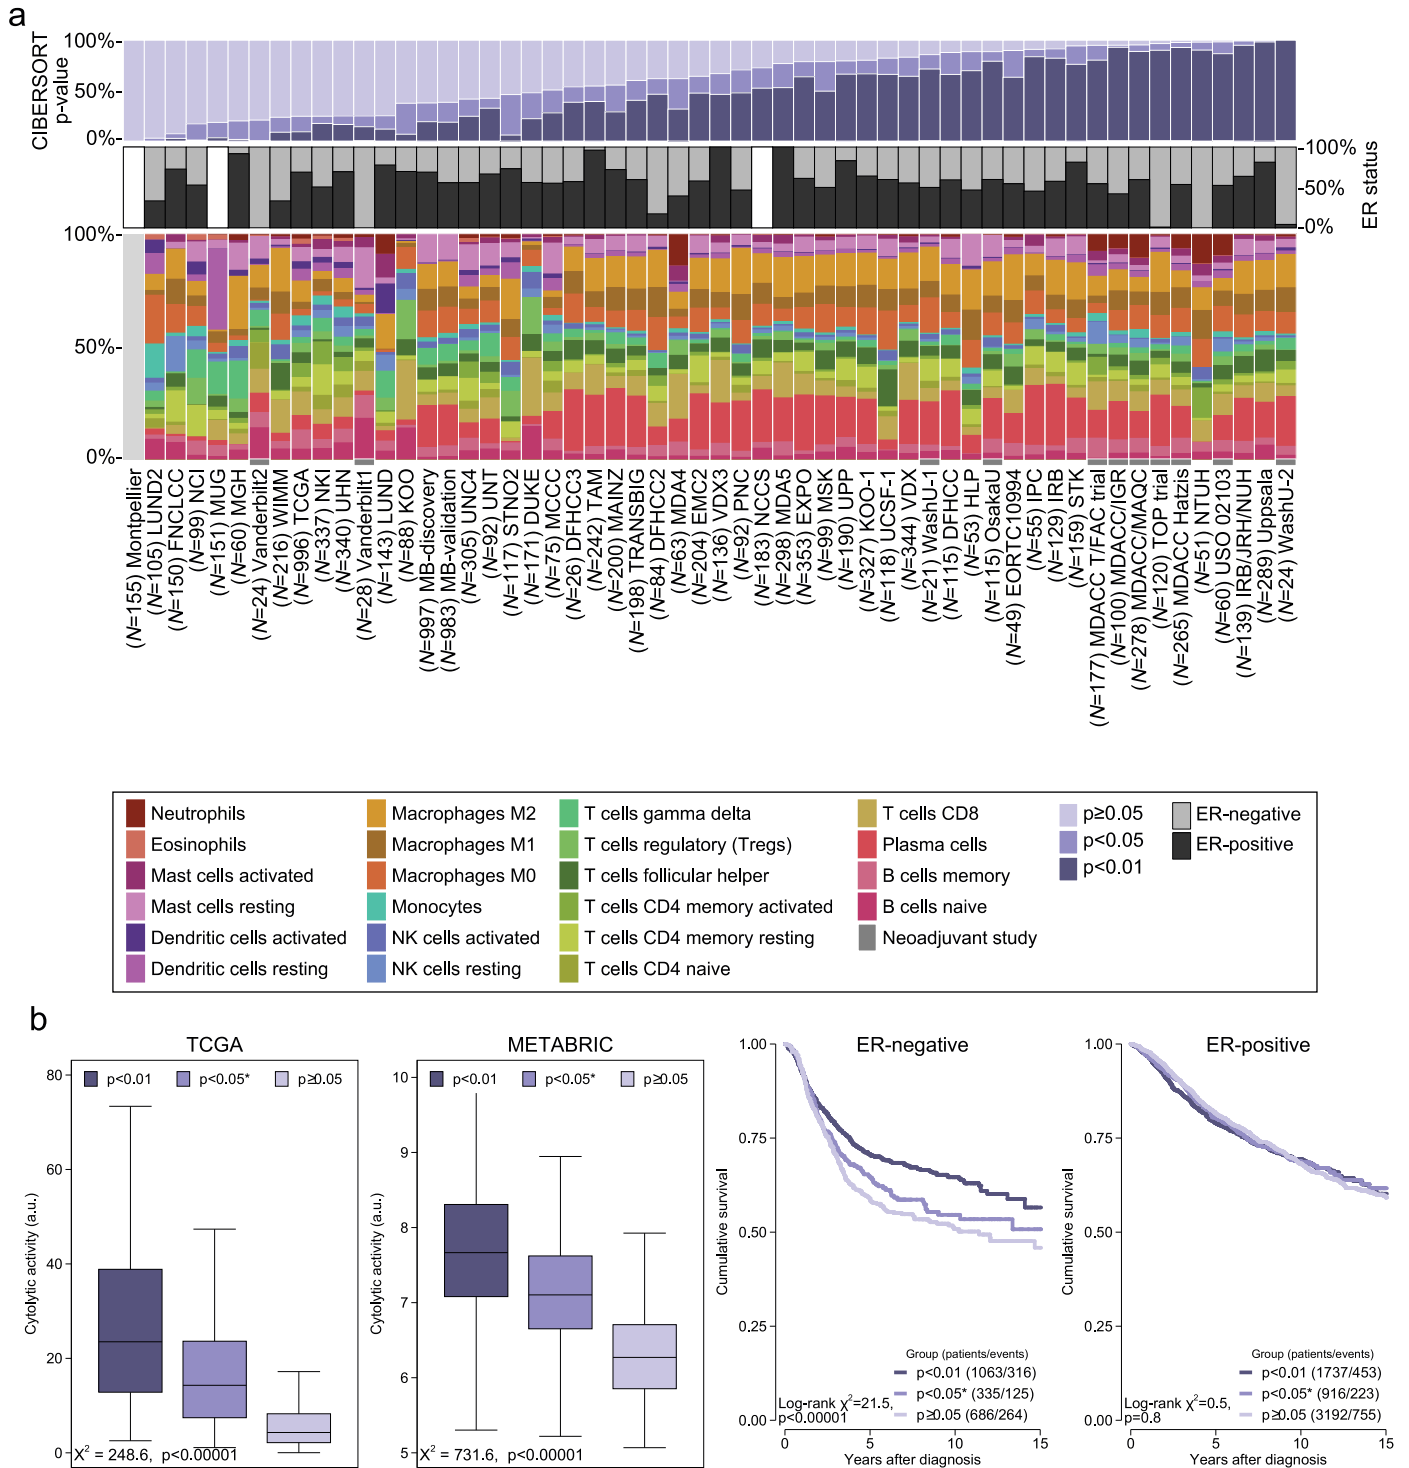 a
CIBERSORT
p-value
100%
50%
0%
100%
50%
0%
ER status
100%
50%
0%
(N=155) Montpellier
(N=105) LUND2
(N=150) FNCLCC
(N=99) NCI
(N=151) MUG
(N=60) MGH
(N=24) Vanderbilt2
(N=216) WIMM
(N=996) TCGA
(N=337) NKI
(N=340) UHN
(N=28) Vanderbilt1
(N=143) LUND
(N=88) KOO
(N=997) MB-discovery
(N=983) MB-validation
(N=305) UNC4
(N=92) UNT
(N=117) STNO2
(N=171) DUKE
(N=75) MCCC
(N=26) DFHCC3
(N=242) TAM
(N=200) MAINZ
(N=198) TRANSBIG
(N=84) DFHCC2
(N=63) MDA4
(N=204) EMC2
(N=136) VDX3
(N=92) PNC
(N=183) NCCS
(N=298) MDA5
(N=353) EXPO
(N=99) MSK
(N=190) UPP
(N=327) KOO-1
(N=118) UCSF-1
(N=344) VDX
(N=21) WashU-1
(N=115) DFHCC
(N=53) HLP
(N=115) OsakaU
(N=49) EORTC10994
(N=55) IPC
(N=129) IRB
(N=159) STK
(N=177) MDACC T/FAC trial
(N=100) MDACC/IGR
(N=278) MDACC/MAQC
(N=120) TOP trial
(N=265) MDACC Hatzis
(N=51) NTUH
(N=60) USO 02103
(N=139) IRB/JRH/NUH
(N=289) Uppsala
(N=24) WashU-2
Neutrophils
Eosinophils
Mast cells activated
Mast cells resting
Dendritic cells activated
Dendritic cells resting
Macrophages M2
Macrophages M1
Macrophages M0
Monocytes
NK cells activated
NK cells resting
T cells gamma delta
T cells regulatory (Tregs)
T cells follicular helper
T cells CD4 memory activated
T cells CD4 memory resting
T cells CD4 naive
T cells CD8
Plasma cells
B cells memory
B cells naive
Neoadjuvant study
p≥0.05
p<0.05
p<0.01
ER-negative
ER-positive
b
TCGA
p<0.01 p<0.05* p≥0.05
Cytolytic activity (a.u.)
80
60
40
20
0
X² = 248.6, p<0.00001
METABRIC
p<0.01 p<0.05* p≥0.05
Cytolytic activity (a.u.)
10
9
8
7
6
5
X² = 731.6, p<0.00001
ER-negative
Cumulative survival
1.00
0.75
0.50
0.25
0.00
Group (patients/events)
p<0.01 (1063/316)
p<0.05* (335/125)
p≥0.05 (686/264)
Log-rank χ²=21.5,
p<0.00001
0 5 10 15
Years after diagnosis
ER-positive
Cumulative survival
1.00
0.75
0.50
0.25
0.00
Group (patients/events)
p<0.01 (1737/453)
p<0.05* (916/223)
p≥0.05 (3192/755)
Log-rank χ²=0.5,
p=0.8
0 5 10 15
Years after diagnosis